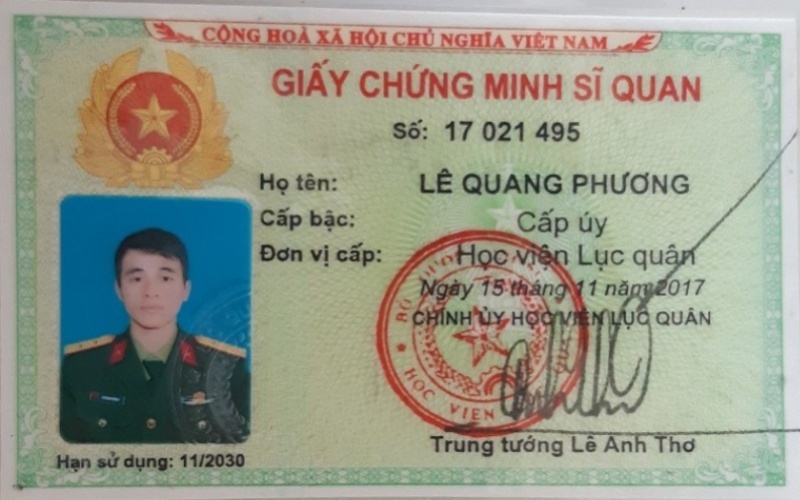 CỘNG HOÀ XÃ HỘI CHỦ NGHĨA VIỆT NAM
GIẤY CHỨNG MINH SĨ QUAN
Số: 17 021 495
Họ tên: LÊ QUANG PHƯƠNG
Cấp bậc: Cấp úy
Đơn vị cấp: Học viện Lục quân
Ngày 15 tháng 11 năm 2017
CHÍNH ỦY HỌC VIỆN LỤC QUÂN
HỌC VIỆN
Trung tướng Lê Anh Thơ
Hạn sử dụng: 11/2030